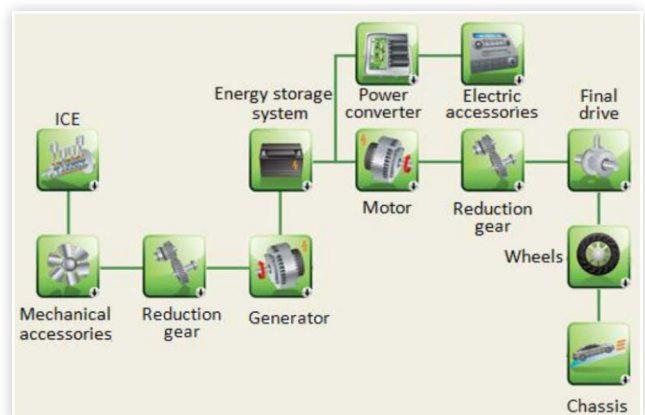 ICE
Energy storage
system
Power
converter
Electric
accessories
Final
drive
Motor
Reduction
gear
Wheels
Mechanical
accessories
Reduction
gear
Generator
Chassis